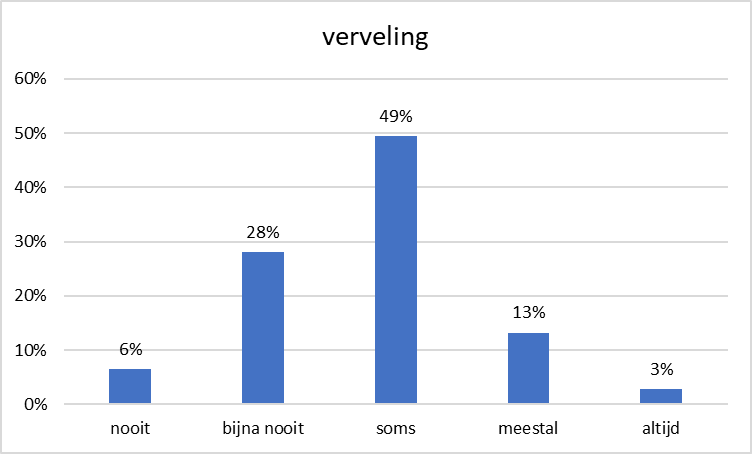 verveling
60%
50%
40%
30%
20%
10%
0%
6%
28%
49%
13%
3%
nooit
bijna nooit
soms
meestal
altijd